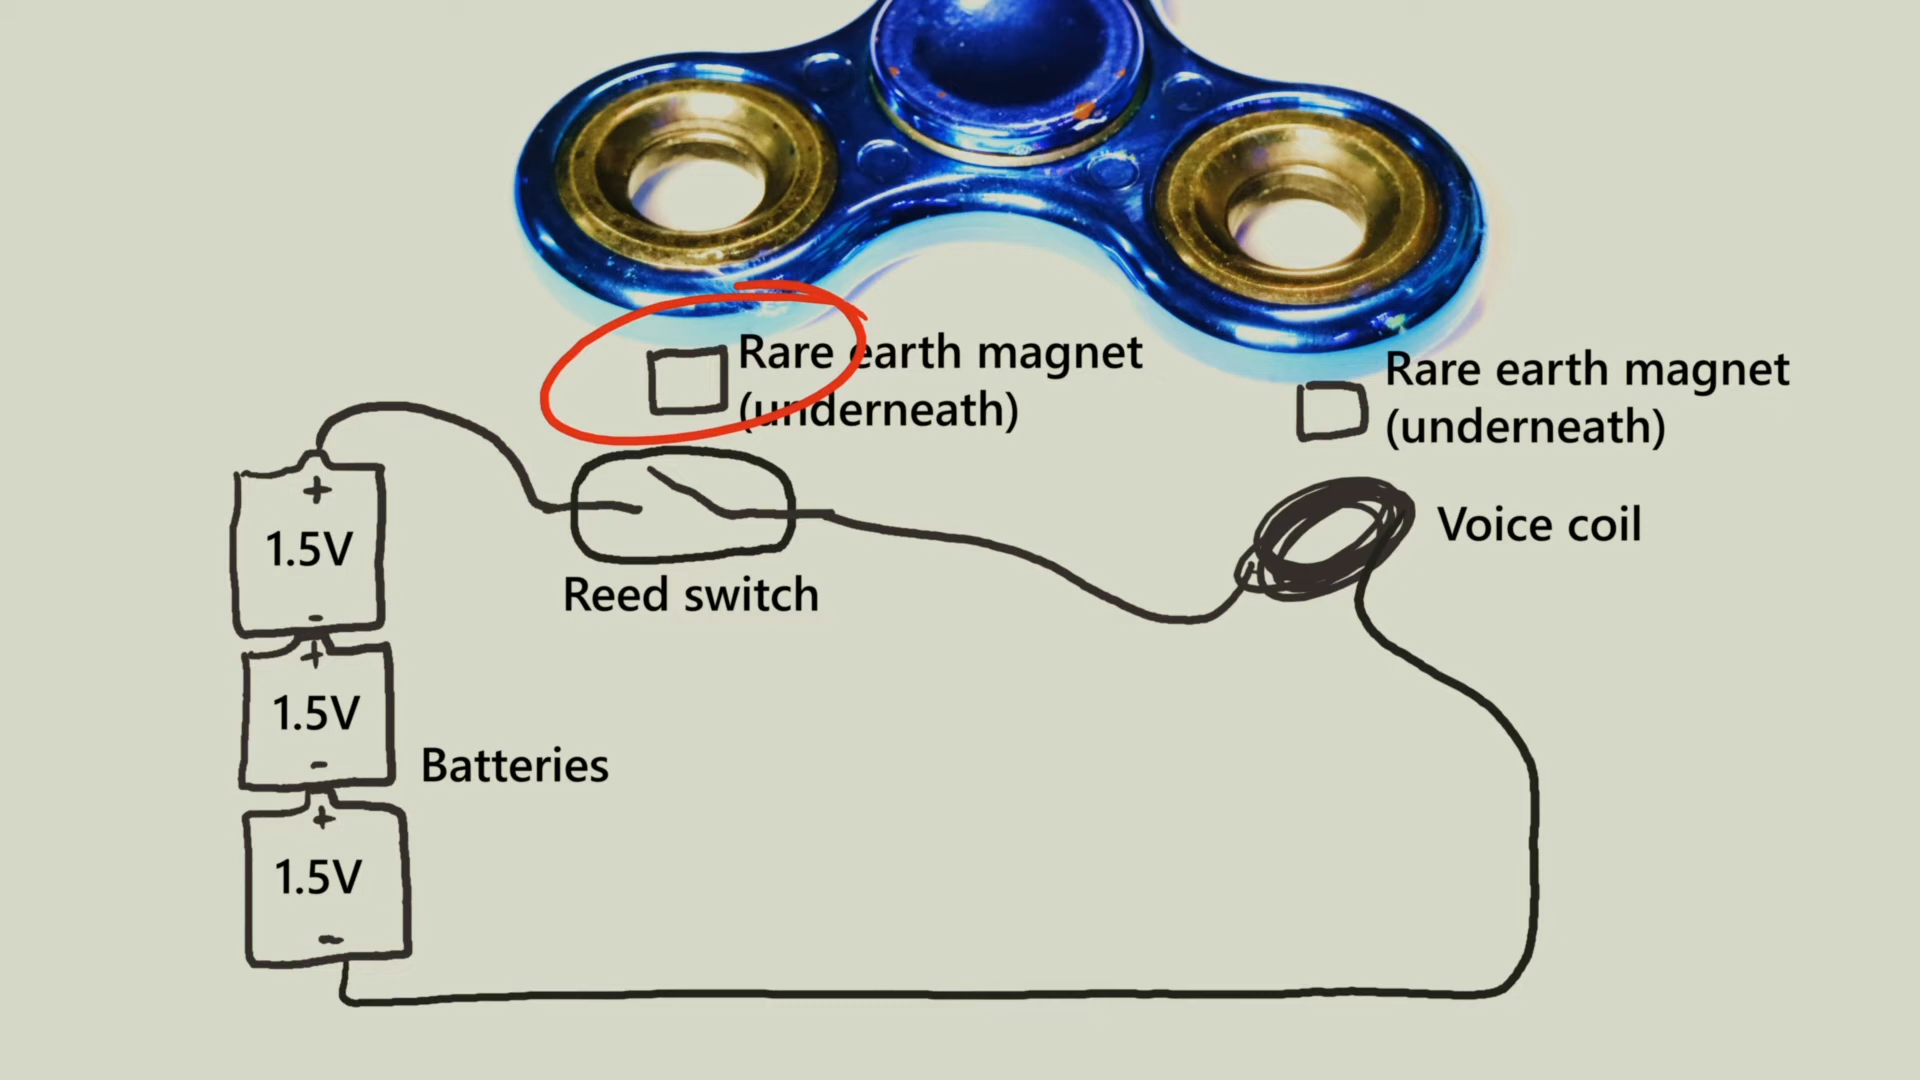 Rare earth magnet
(underneath)
Rare earth magnet
(underneath)
+
1.5V
-
Reed switch
Voice coil
+
1.5V
-
Batteries
+
1.5V
-